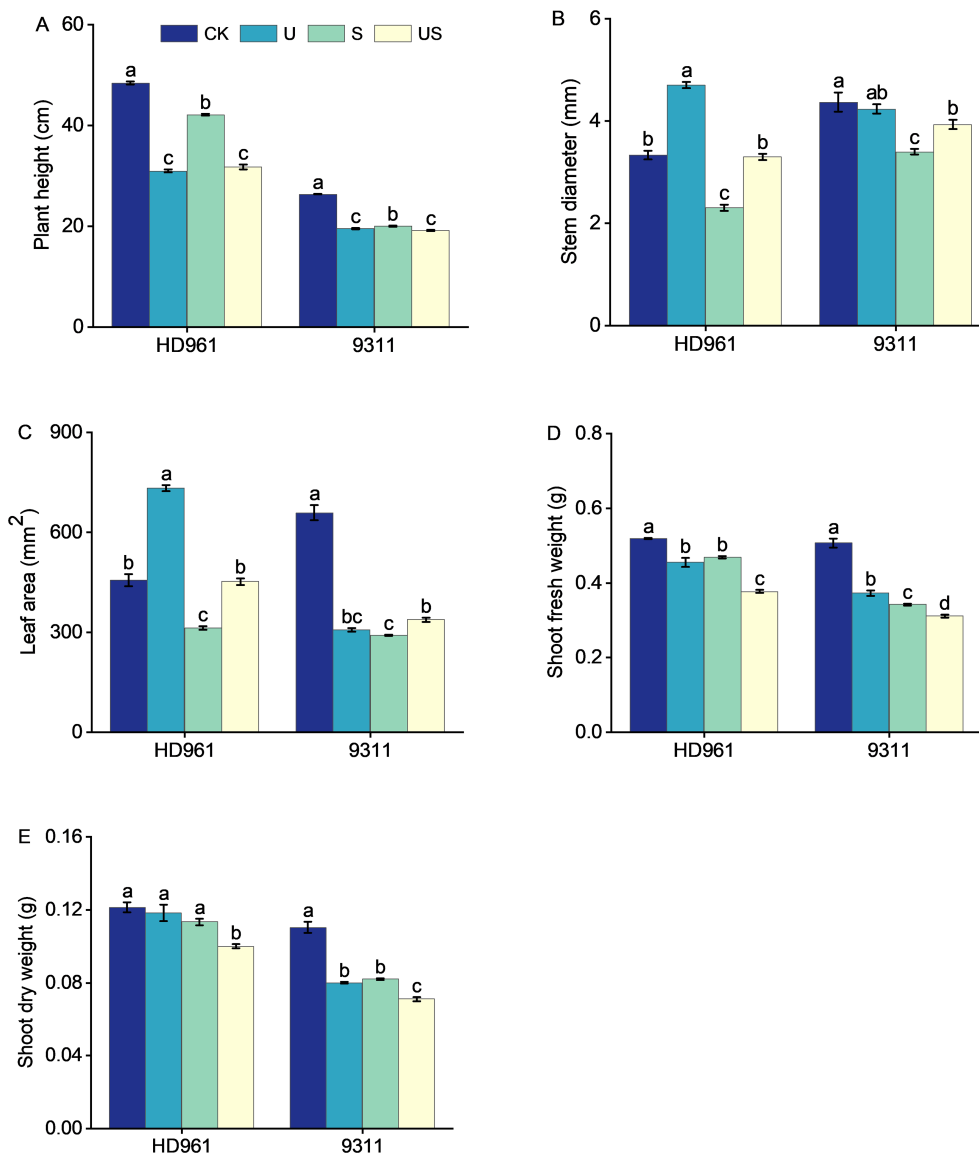 A
CK U S US
Plant height (cm)
60
40
20
0
a
c
b
c
a
c
b
c
HD961 9311
B
Stem diameter (mm)
6
4
2
0
b
a
c
b
a
ab
c
b
HD961 9311
C
Leaf area (mm2)
900
600
300
0
b
a
c
b
a
bc
c
b
HD961 9311
D
Shoot fresh weight (g)
0.8
0.6
0.4
0.2
0.0
a
b
b
c
a
b
c
d
HD961 9311
E
Shoot dry weight (g)
0.16
0.12
0.08
0.04
0.00
a
a
a
b
a
b
b
c
HD961 9311